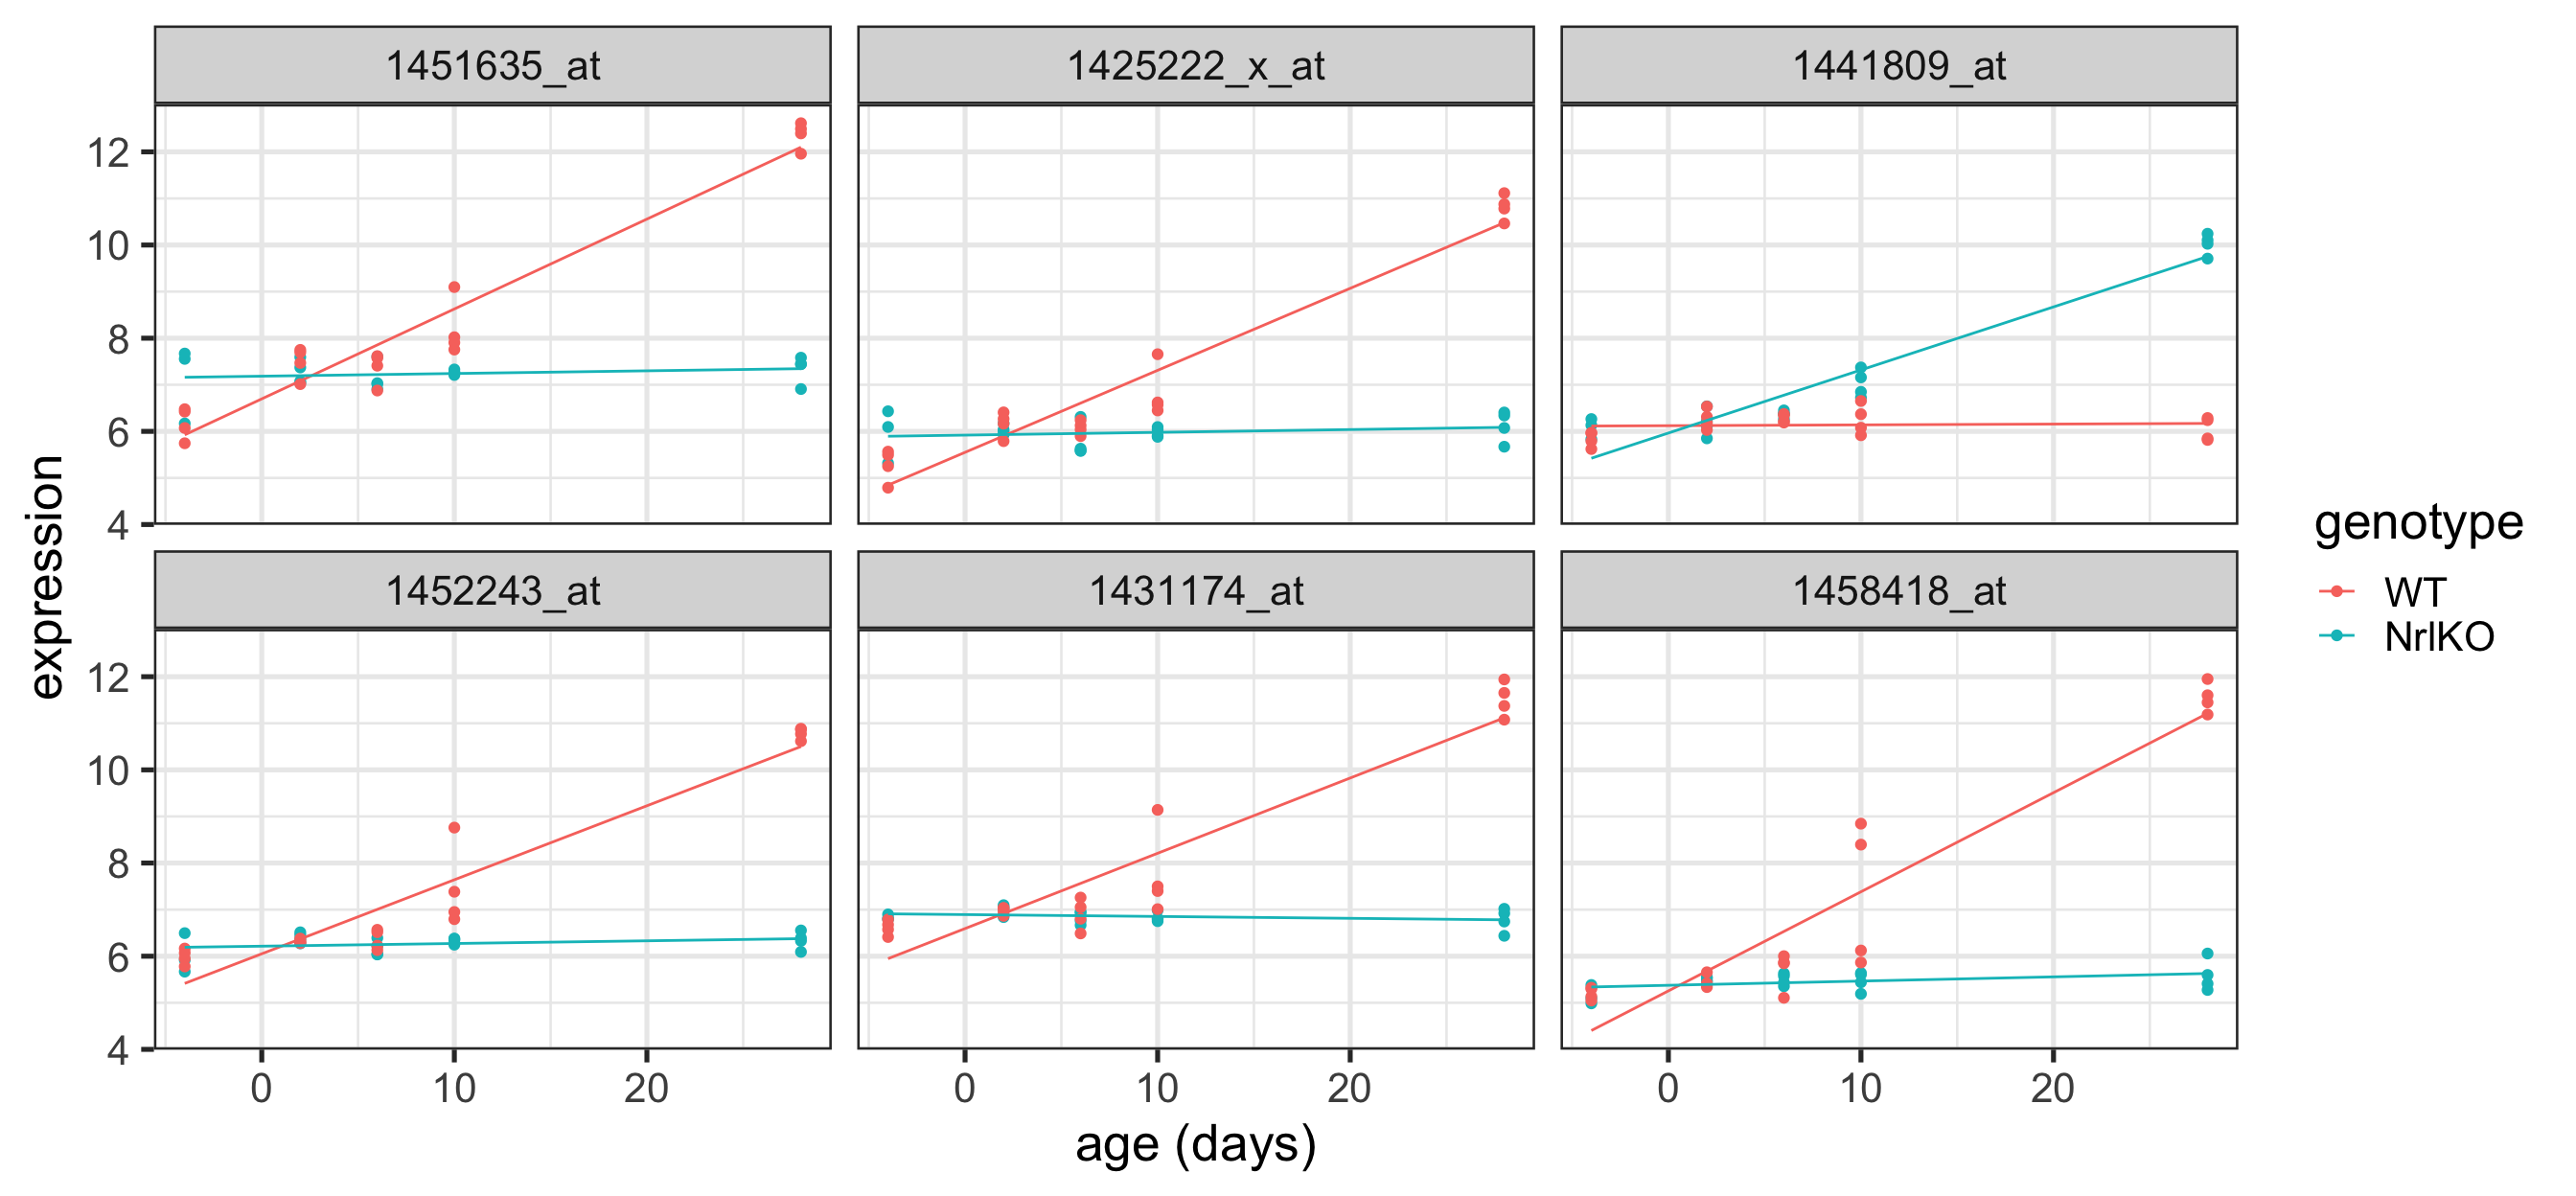 1451635_at
1425222_x_at
1441809_at
12
10
8
6
4
1452243_at
1431174_at
1458418_at
12
10
8
6
4
0 10 20
0 10 20
0 10 20
age (days)
expression
genotype
WT
NrlKO